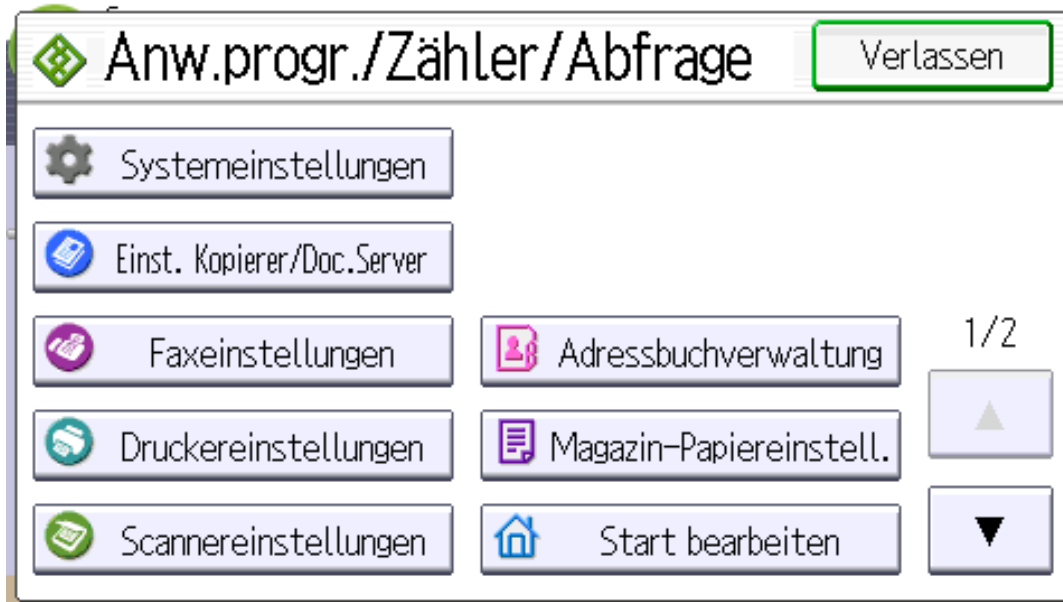 Anw.progr./Zähler/Abfrage
Verlassen
Systemeinstellungen
Einst. Kopierer/Doc.Server
Faxeinstellungen
Adressbuchverwaltung
1/2
Druckereinstellungen
Magazin-Papiereinstell.
Scannereinstellungen
Start bearbeiten